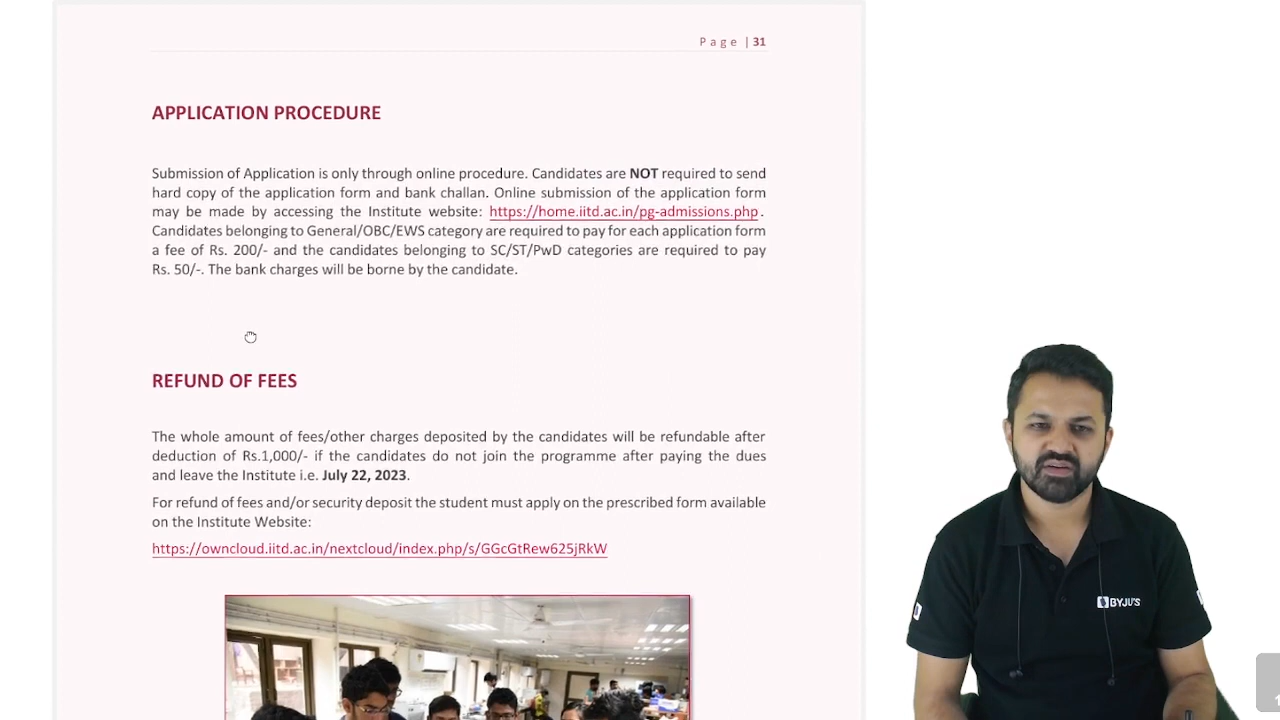 Page | 31
APPLICATION PROCEDURE
Submission of Application is only through online procedure. Candidates are NOT required to send
hard copy of the application form and bank challan. Online submission of the application form
may be made by accessing the Institute website: https://home.iitd.ac.in/pg-admissions.php.
Candidates belonging to General/OBC/EWS category are required to pay for each application form
a fee of Rs. 200/- and the candidates belonging to SC/ST/PwD categories are required to pay
Rs. 50/-. The bank charges will be borne by the candidate.
REFUND OF FEES
The whole amount of fees/other charges deposited by the candidates will be refundable after
deduction of Rs.1,000/- if the candidates do not join the programme after paying the dues
and leave the Institute i.e. July 22, 2023.
For refund of fees and/or security deposit the student must apply on the prescribed form available
on the Institute Website:
https://owncloud.iitd.ac.in/nextcloud/index.php/s/GGcGtRew625jRkW
BYJU'S